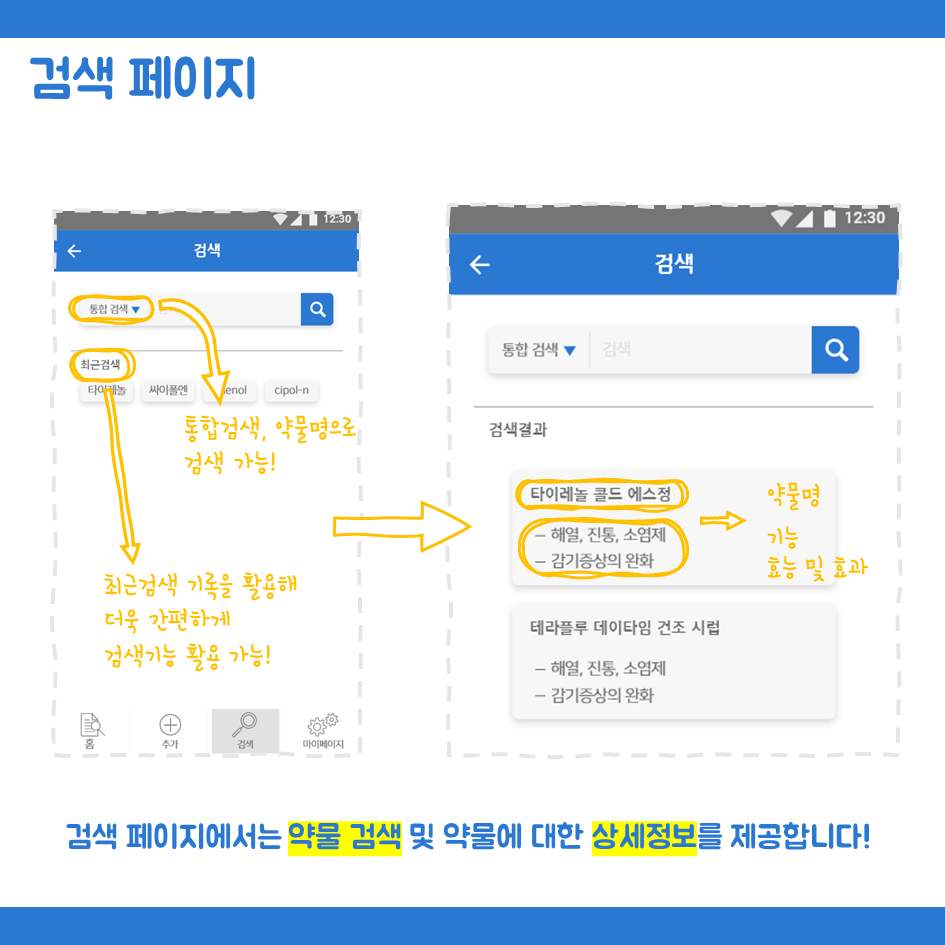 검색 페이지
12:30
검색
통합 검색
최근검색
타이레놀 싸이폴엔 cipol-n
통합검색, 약물명으로
검색 가능!
최근검색 기록을 활용해
더욱 간편하게
검색기능 활용 가능!
홈 추가 검색 마이페이지
12:30
검색
통합 검색 검색
검색결과
타이레놀 콜드 에스정
– 해열, 진통, 소염제
– 감기증상의 완화
약물명
기능
효능 및 효과
테라플루 데이타임 건조 시럽
– 해열, 진통, 소염제
– 감기증상의 완화
검색 페이지에서는 약물 검색 및 약물에 대한 상세정보를 제공합니다!